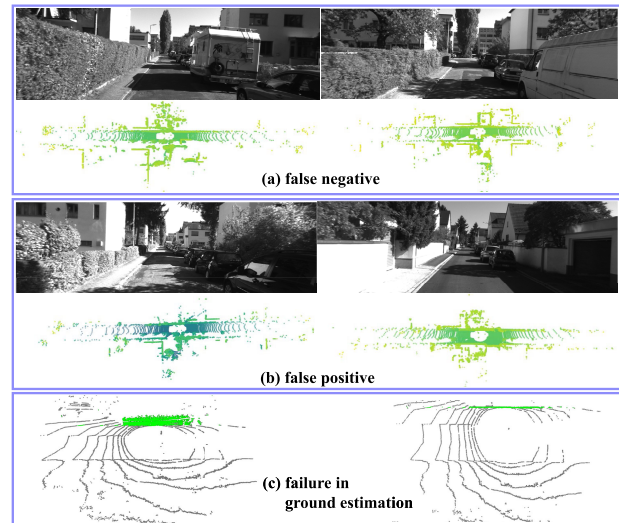 (a) false negative
(b) false positive
(c) failure in
ground estimation